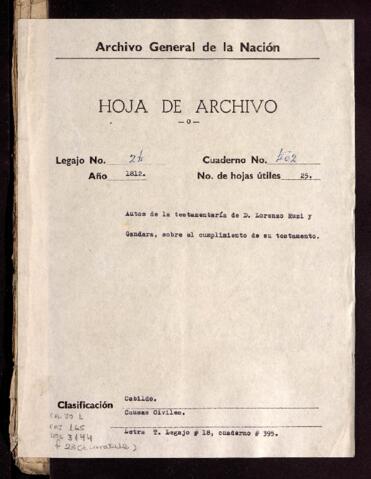 Archivo General de la Nación
HOJA DE ARCHIVO
—o—
Legajo No. Cuaderno No.
Año 1812. No. de hojas útiles 25.
Autos de la testamentaría de D. Lorenzo Ruzi y
Gandara, sobre el cumplimiento de su testamento.
Cabildo.
Clasificación
Causas Civiles.
Letra T. Legajo # 18, cuaderno # 395.
165
3194